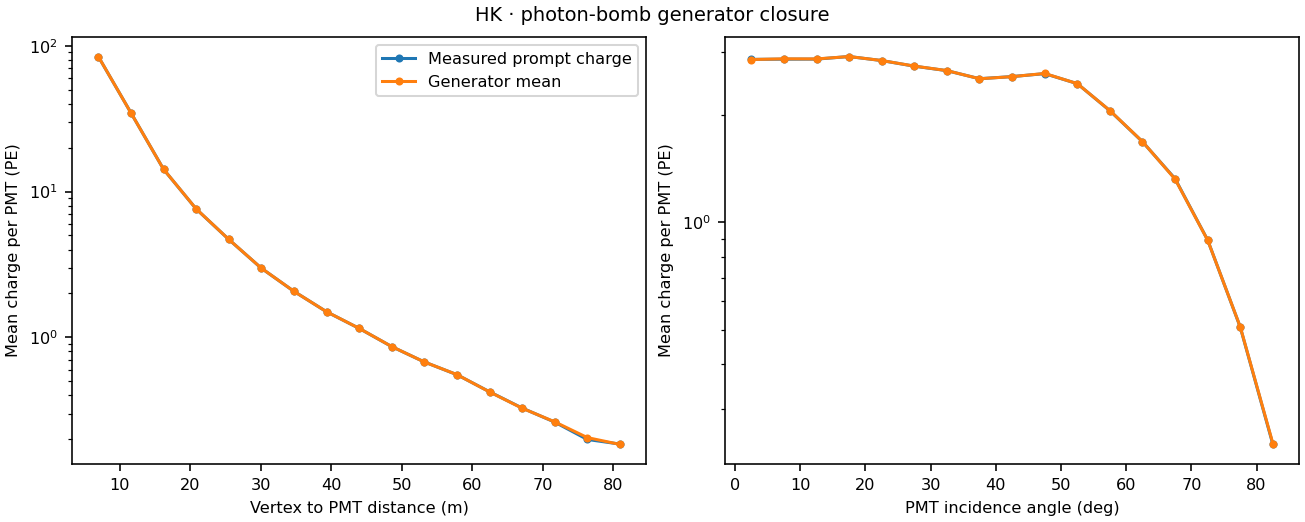 HK · photon-bomb generator closure
Mean charge per PMT (PE)
10²
10¹
10⁰
Measured prompt charge
Generator mean
10 20 30 40 50 60 70 80
Vertex to PMT distance (m)
Mean charge per PMT (PE)
10⁰
0 10 20 30 40 50 60 70 80
PMT incidence angle (deg)